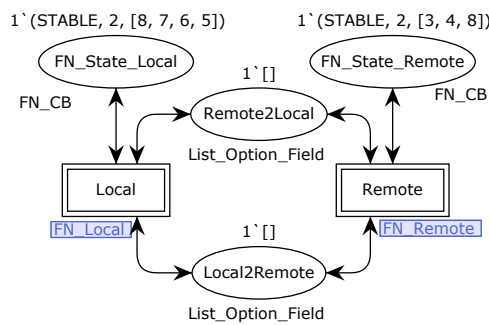 1`(STABLE, 2, [8, 7, 6, 5])
1`(STABLE, 2, [3, 4, 8])
FN_State_Local
1`[]
FN_State_Remote
FN_CB
Remote2Local
FN_CB
List_Option_Field
Local
Remote
FN_Local
1`[]
FN_Remote
Local2Remote
List_Option_Field